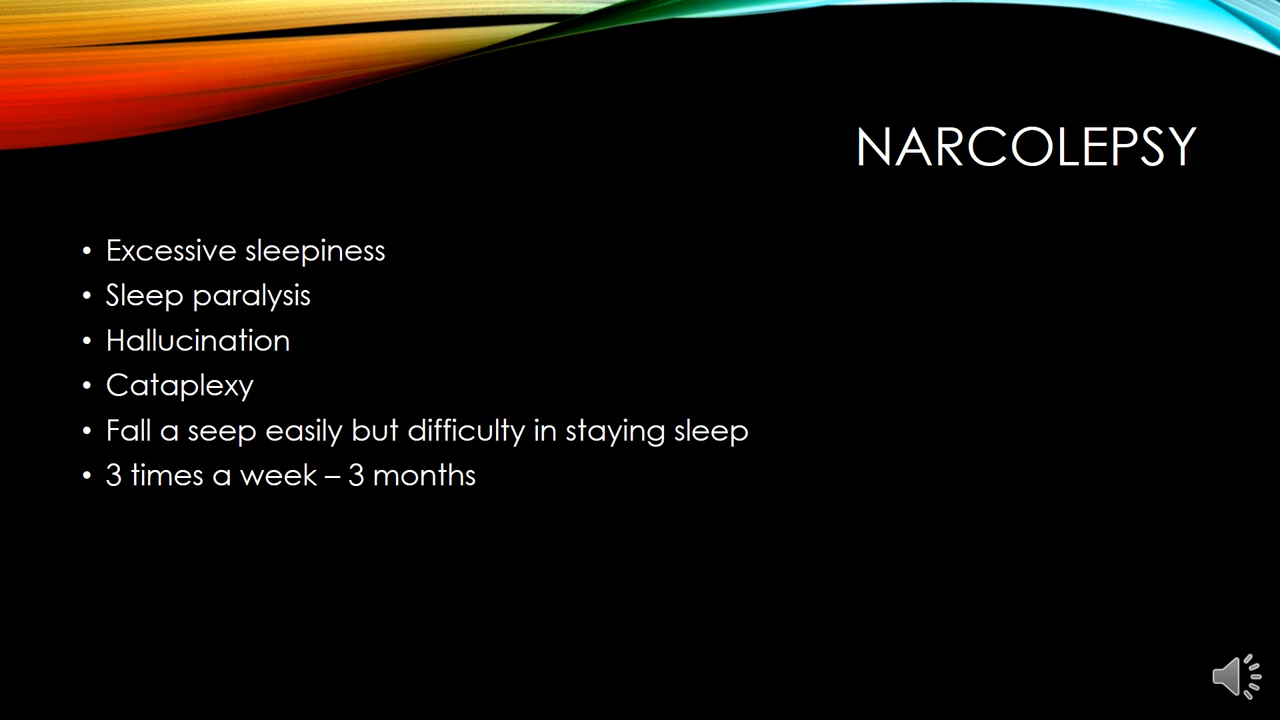 NARCOLEPSY
• Excessive sleepiness
• Sleep paralysis
• Hallucination
• Cataplexy
• Fall a seep easily but difficulty in staying sleep
• 3 times a week – 3 months